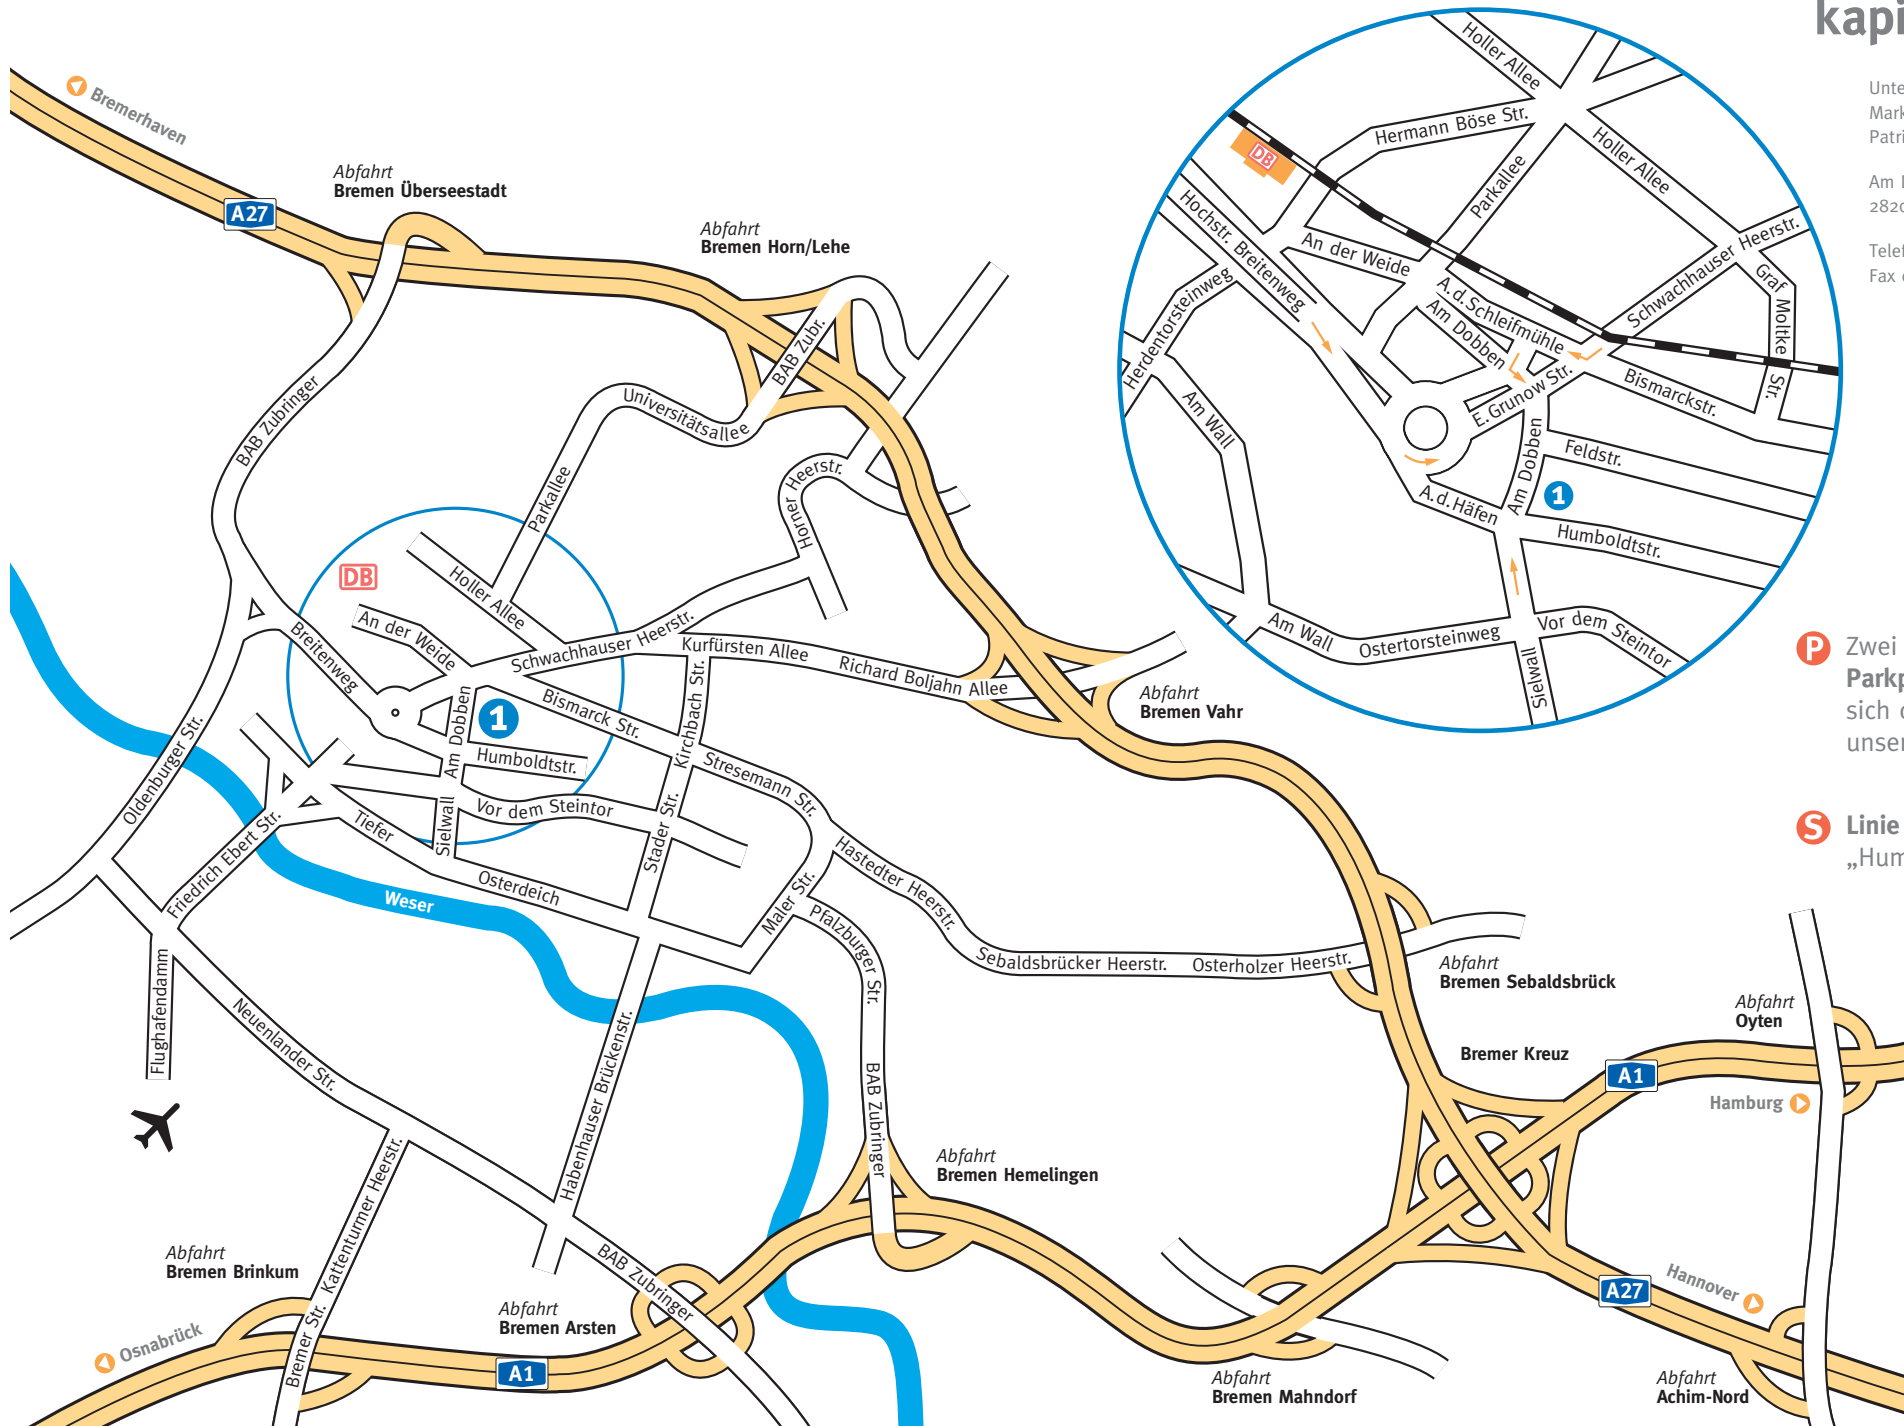 Bremerhaven
A27
Abfahrt
Bremen Überseestadt
Abfahrt
Bremen Horn/Lehe
BAB Zubr.
Universitätsallee
BAB Zubringer
Parkallee
Horner Heerstr.
DB
Holler Allee
An der Weide
Breitenweg
Schwachhauser Heerstr.
Kurfürsten Allee
Richard Boljahn Allee
Abfahrt
Bremen Vahr
Bismarck Str.
Kirchbach Str.
Am Dobben
1
Humboldtstr.
Stresemann Str.
Oldenburger Str.
Sielwall
Vor dem Steintor
Stader Str.
Tiefer
Friedrich Ebert Str.
Osterdeich
Weser
Maler Str.
Hastedter Heerstr.
Pfalzburger Str.
Sebaldsbrücker Heerstr.
Osterholzer Heerstr.
Abfahrt
Bremen Sebaldsbrück
Flughafendamm
Neuenlander Str.
Habenhauser Brückenstr.
BAB Zubringer
Abfahrt
Bremen Hemelingen
Bremer Kreuz
A1
Abfahrt
Oyten
Hamburg
Kattenturmer Heerstr.
Bremer Str.
Abfahrt
Bremen Brinkum
BAB Zubringer
Abfahrt
Bremen Arsten
Osnabrück
A1
Abfahrt
Bremen Mahndorf
A27
Hannover
Abfahrt
Achim-Nord
Holler Allee
Hermann Böse Str.
DB
Parkallee
Holler Allee
Hochstr. Breitenweg
An der Weide
Schwachhauser Heerstr.
Graf Moltke Str.
A.d.Schleifmühle
Am Dobben
Herdentorsteinweg
Am Wall
E.Grunow Str.
Bismarckstr.
Am Dobben
Feldstr.
1
A.d.Häfen
Humboldtstr.
Am Wall
Ostertorsteinweg
Vor dem Steintor
Sielwall
kapi
Unte
Mark
Patri
Am
282
Telef
Fax
P
Zwei
Parkp
sich
unser
S
Linie
„Hum